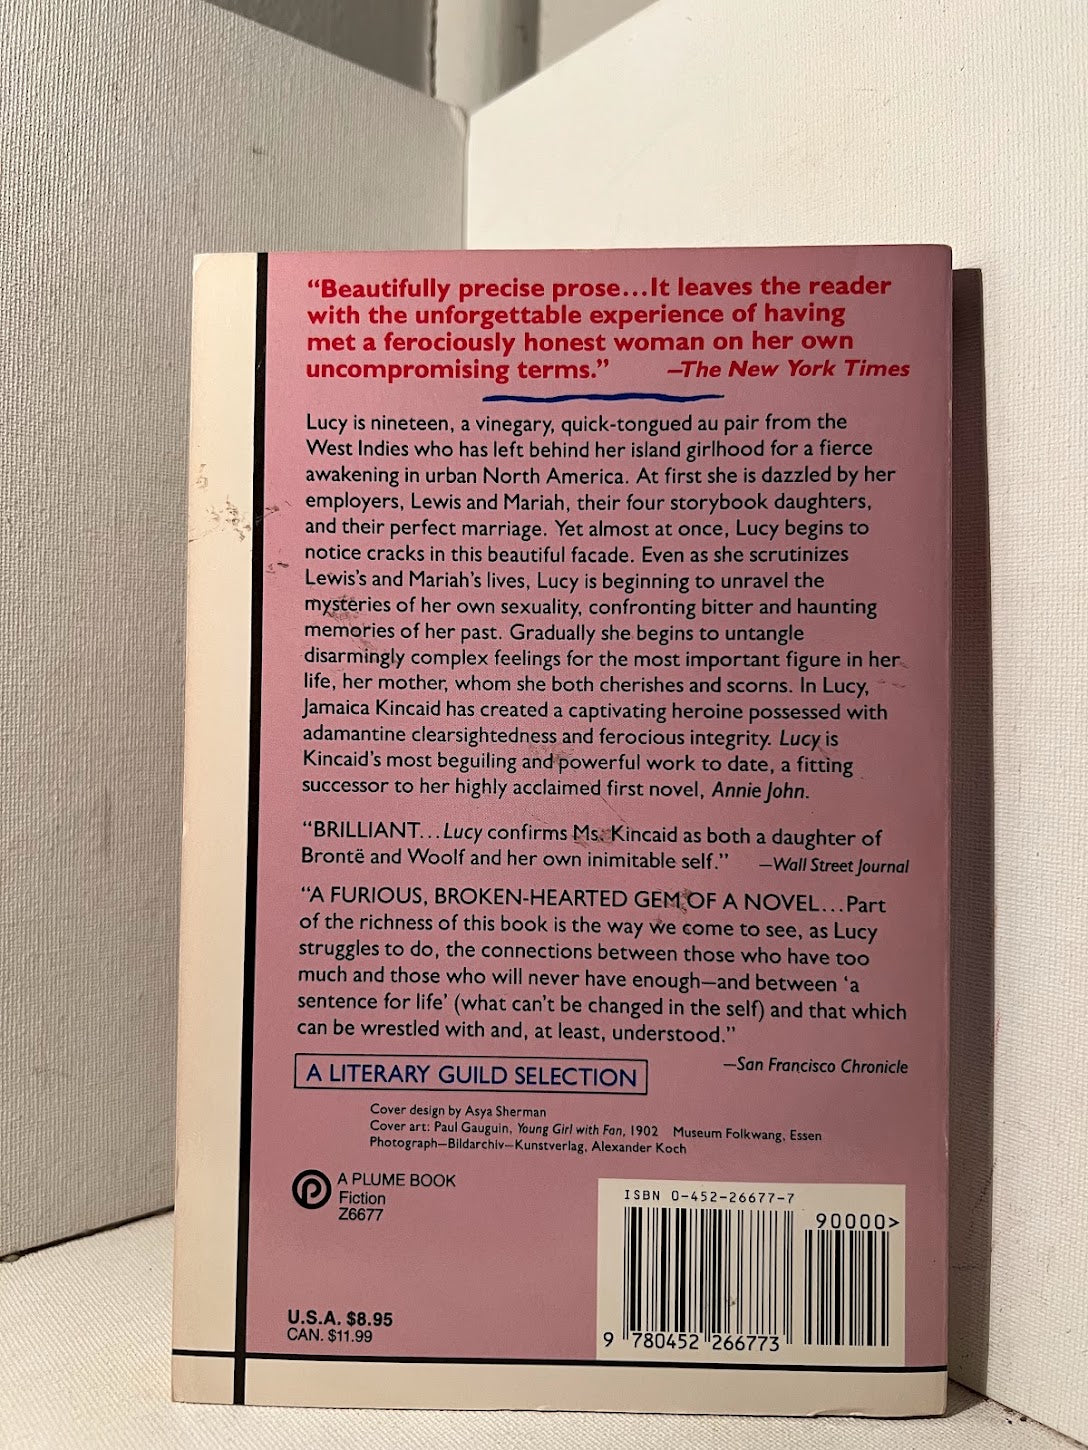 “Beautifully precise prose...It leaves the reader
with the unforgettable experience of having
met a ferociously honest woman on her own
uncompromising terms.” —The New York Times
Lucy is nineteen, a vinegary, quick-tongued au pair from the
West Indies who has left behind her island girlhood for a fierce
awakening in urban North America. At first she is dazzled by her
employers, Lewis and Mariah, their four storybook daughters,
and their perfect marriage. Yet almost at once, Lucy begins to
notice cracks in this beautiful facade. Even as she scrutinizes
Lewis’s and Mariah’s lives, Lucy is beginning to unravel the
mysteries of her own sexuality, confronting bitter and haunting
memories of her past. Gradually she begins to untangle
disarmingly complex feelings for the most important figure in her
life, her mother, whom she both cherishes and scorns. In Lucy,
Jamaica Kincaid has created a captivating heroine possessed with
adamantine clearsightedness and ferocious integrity. Lucy is
Kincaid’s most beguiling and powerful work to date, a fitting
successor to her highly acclaimed first novel, Annie John.
“BRILLIANT...Lucy confirms Ms. Kincaid as both a daughter of
Brontë and Woolf and her own inimitable self.” —Wall Street Journal
“A FURIOUS, BROKEN-HEARTED GEM OF A NOVEL...Part
of the richness of this book is the way we come to see, as Lucy
struggles to do, the connections between those who have too
much and those who will never have enough—and between ‘a
sentence for life’ (what can’t be changed in the self) and that which
can be wrestled with and, at least, understood.”
—San Francisco Chronicle
A LITERARY GUILD SELECTION
Cover design by Asya Sherman
Cover art: Paul Gauguin, Young Girl with Fan, 1902 Museum Folkwang, Essen
Photograph—Bildarchiv—Kunstverlag, Alexander Koch
A PLUME BOOK
Fiction
Z6677
ISBN 0-452-26677-7
90000>
9 780452 266773
U.S.A. $8.95
CAN. $11.99